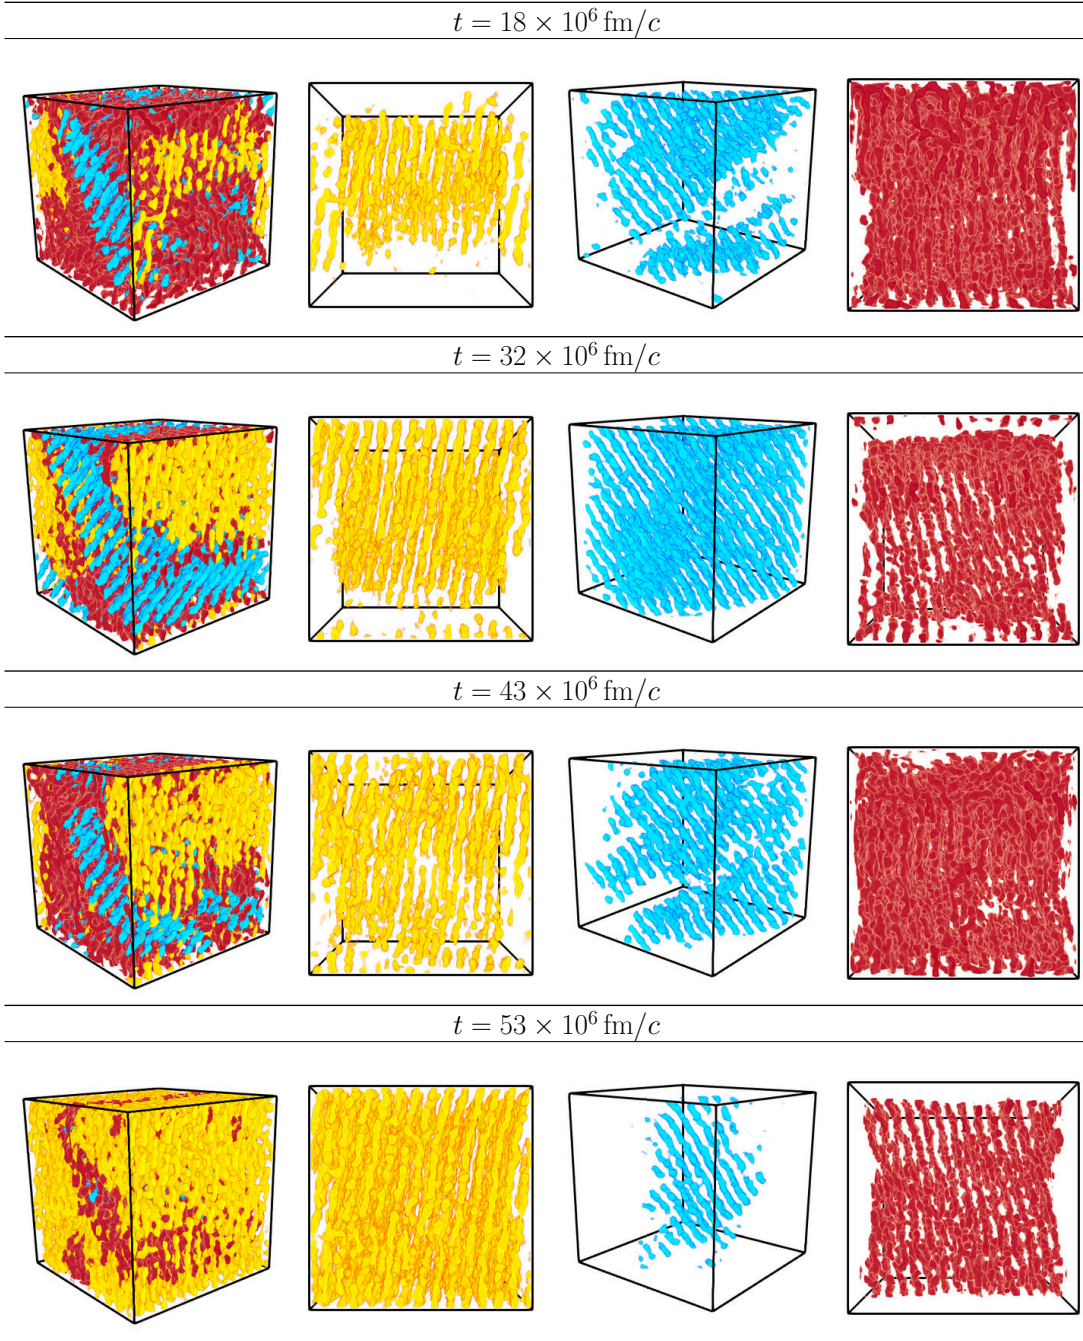 t = 18 × 10⁶ fm/c
t = 32 × 10⁶ fm/c
t = 43 × 10⁶ fm/c
t = 53 × 10⁶ fm/c